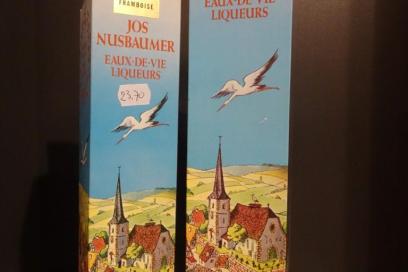 FRAMBOISE
JOS
NUSBAUMER
EAUX-DE-VIE
LIQUEURS
23,70
EAUX-DE-VIE
LIQUEURS